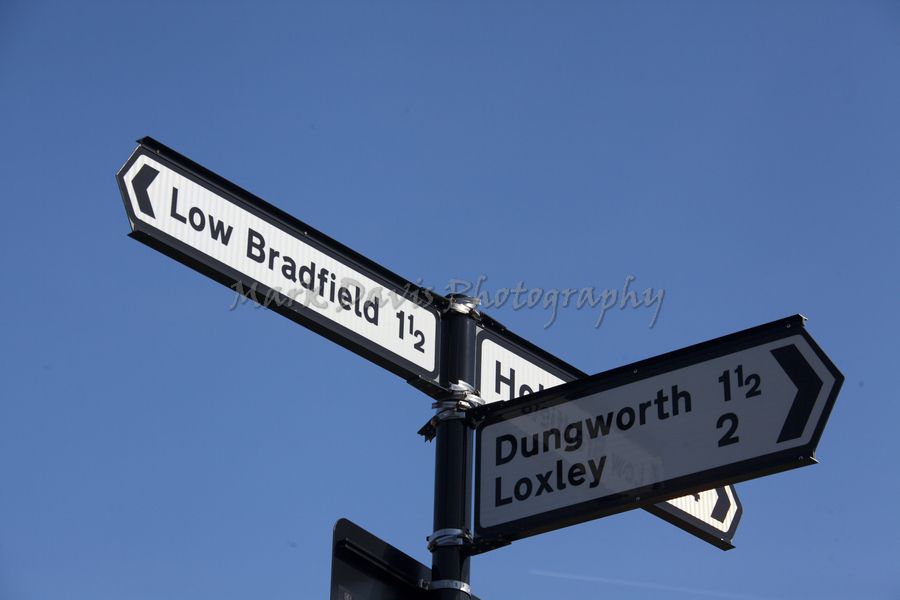 Low Bradfield 1½
Mark Davis Photography
Dungworth 1½
Loxley 2